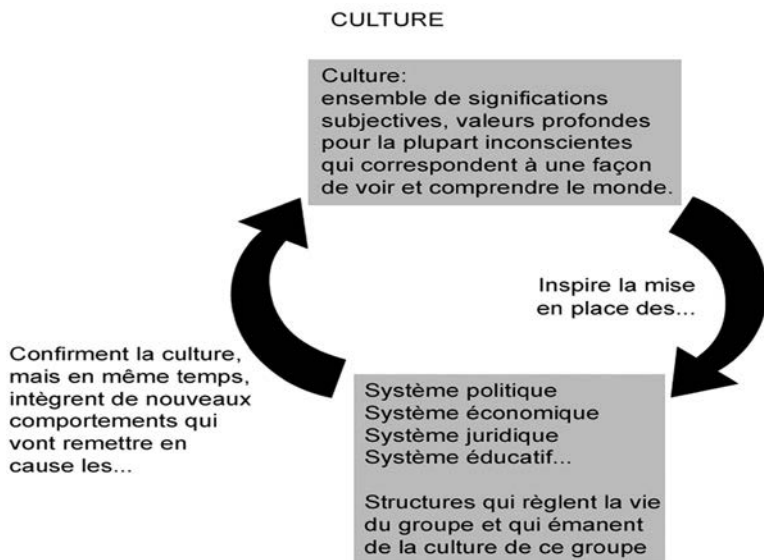 CULTURE
Culture:
ensemble de significations
subjectives, valeurs profondes
pour la plupart inconscientes
qui correspondent à une façon
de voir et comprendre le monde.
Inspire la mise
en place des...
Confirment la culture,
mais en même temps,
intègrent de nouveaux
comportements qui
vont remettre en
cause les...
Système politique
Système économique
Système juridique
Système éducatif...
Structures qui règlent la vie
du groupe et qui émanent
de la culture de ce groupe